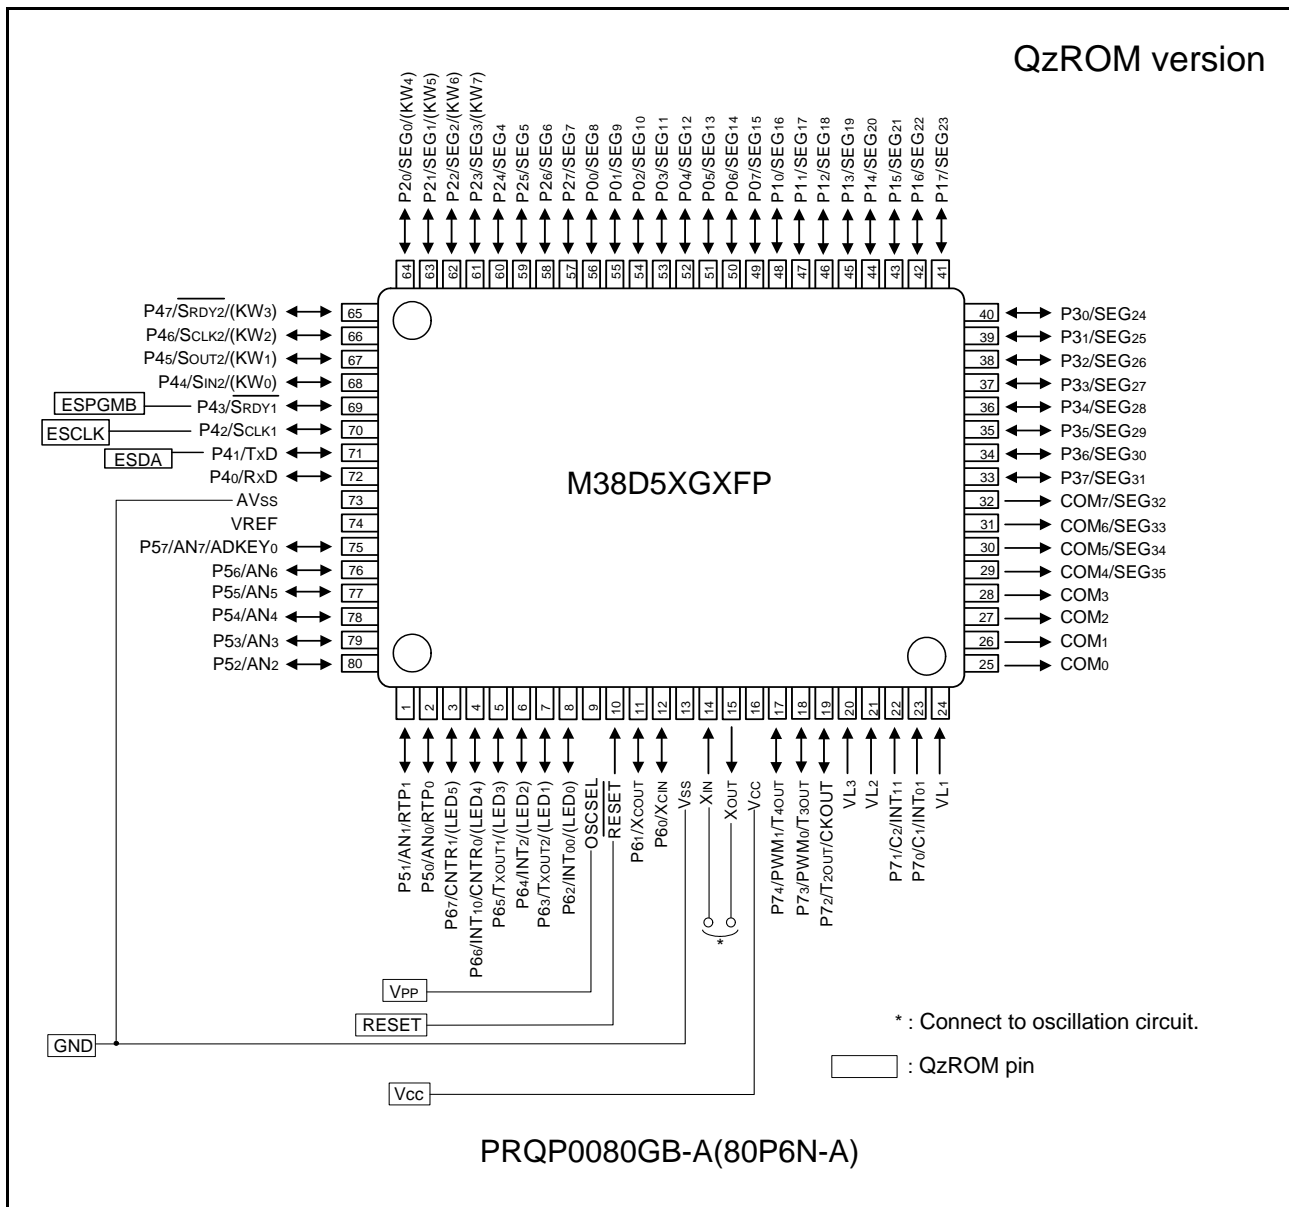 QzROM version
P20/SEG0/(KW4)
P21/SEG1/(KW5)
P22/SEG2/(KW6)
P23/SEG3/(KW7)
P24/SEG4
P25/SEG5
P26/SEG6
P27/SEG7
P00/SEG8
P01/SEG9
P02/SEG10
P03/SEG11
P04/SEG12
P05/SEG13
P06/SEG14
P07/SEG15
P10/SEG16
P11/SEG17
P12/SEG18
P13/SEG19
P14/SEG20
P15/SEG21
P16/SEG22
P17/SEG23
64 63 62 61 60 59 58 57 56 55 54 53 52 51 50 49 48 47 46 45 44 43 42 41
P47/SRDY2/(KW3) 65
P46/SCLK2/(KW2) 66
P45/SOUT2/(KW1) 67
P44/SIN2/(KW0) 68
ESPGMB P43/SRDY1 69
ESCLK P42/SCLK1 70
ESDA P41/TXD 71
P40/RXD 72
AVSS 73
VREF 74
P57/AN7/ADKEY0 75
P56/AN6 76
P55/AN5 77
P54/AN4 78
P53/AN3 79
P52/AN2 80
M38D5XGXFP
40 P30/SEG24
39 P31/SEG25
38 P32/SEG26
37 P33/SEG27
36 P34/SEG28
35 P35/SEG29
34 P36/SEG30
33 P37/SEG31
32 COM7/SEG32
31 COM6/SEG33
30 COM5/SEG34
29 COM4/SEG35
28 COM3
27 COM2
26 COM1
25 COM0
1 2 3 4 5 6 7 8 9 10 11 12 13 14 15 16 17 18 19 20 21 22 23 24
P51/AN1/RTP1
P50/AN0/RTP0
P67/CNTR1/(LED5)
P66/INT10/CNTR0/(LED4)
P65/TXOUT1/(LED3)
P64/INT2/(LED2)
P63/TXOUT2/(LED1)
P62/INT00/(LED0)
OSCSEL
RESET
P61/XCOUT
P60/XCIN
VSS
XIN
XOUT
VCC
P74/PWM1/T4OUT
P73/PWM0/T3OUT
P72/T2OUT/CKOUT
VL3
VL2
P71/C2/INT11
P70/C1/INT01
VL1
*
VPP
RESET
GND
Vcc
* : Connect to oscillation circuit.
: QzROM pin
PRQP0080GB-A(80P6N-A)